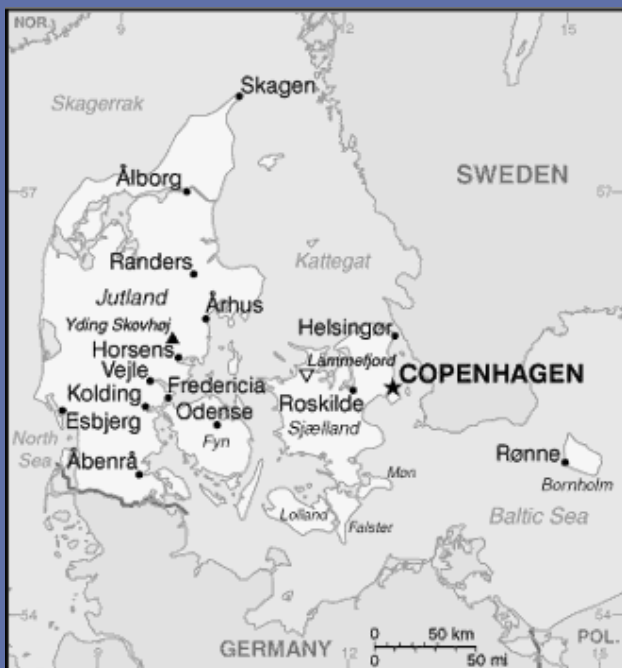 NOR.
9
12
15
Skagen
Skagerrak
SWEDEN
57
57
Ålborg
Kattegat
Randers
Jutland
Århus
Yding Skovhøj
Helsingør
Horsens
Lammefjord
Vejle
COPENHAGEN
Kolding
Fredericia
Roskilde
Esbjerg
Odense
Sjælland
North
Sea
Fyn
Rønne
Åbenrå
Møn
Bornholm
Lolland
Falster
Baltic Sea
54
54
0 50 km
POL.
GERMANY
0 50 mi
9
12
15